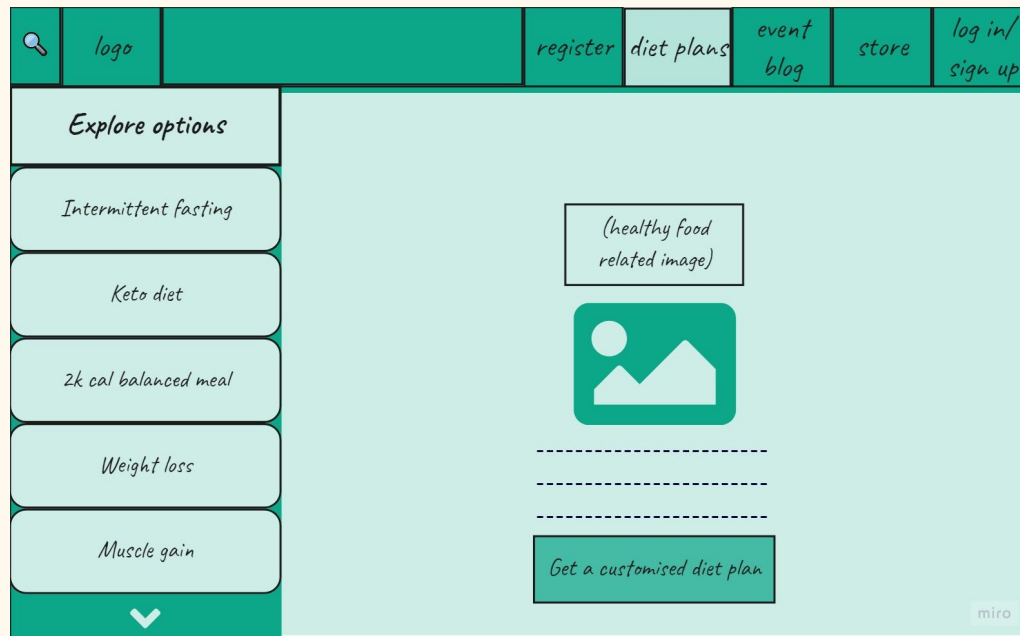 logo
register
diet plans
event
blog
store
log in/
sign up
Explore options
Intermittent fasting
Keto diet
2k cal balanced meal
Weight loss
Muscle gain
(healthy food
related image)
Get a customised diet plan
miro